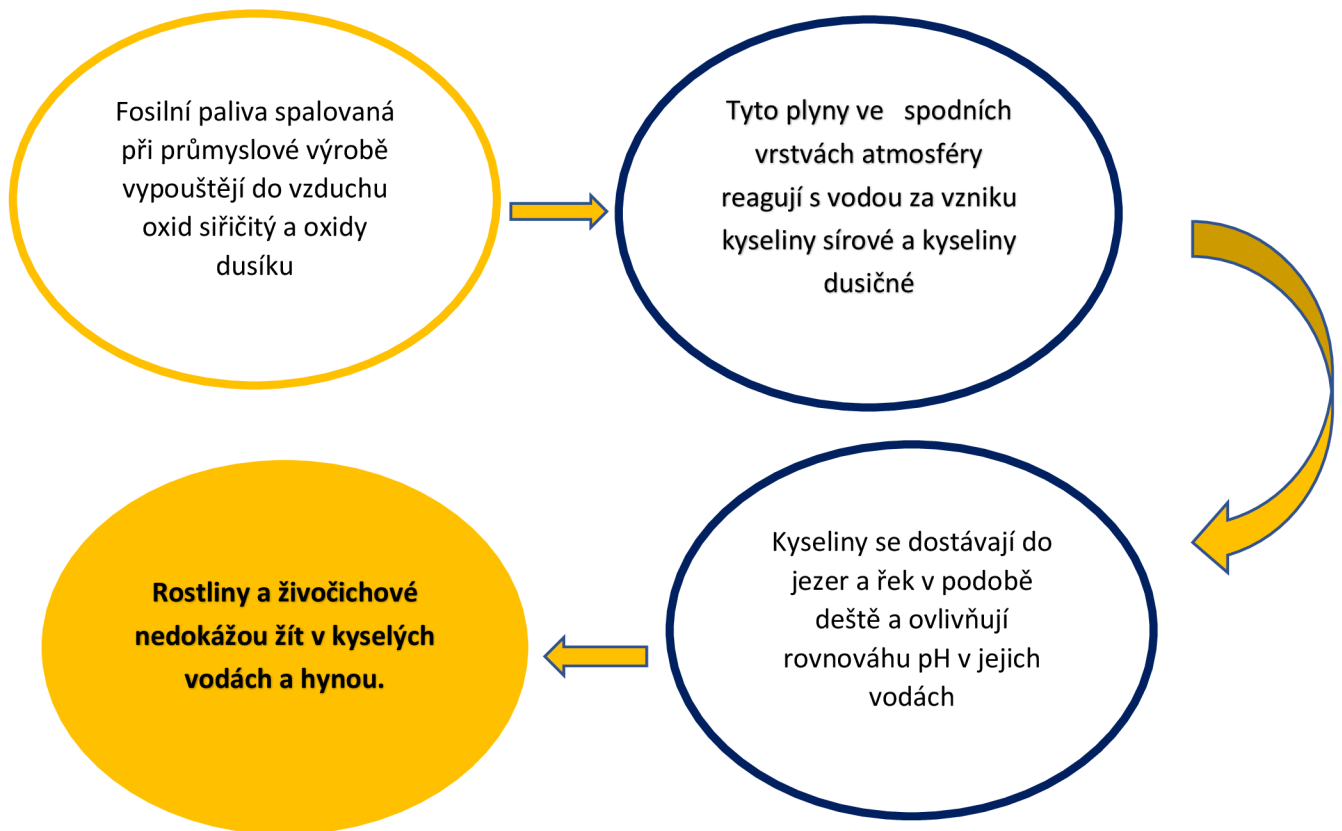 Fosilní paliva spalovaná
při průmyslové výrobě
vypouštějí do vzduchu
oxid siřičitý a oxidy
dusíku
Tyto plyny ve spodních
vrstvách atmosféry
reagují s vodou za vzniku
kyseliny sírové a kyseliny
dusičné
Kyseliny se dostávají do
jezer a řek v podobě
deště a ovlivňují
rovnováhu pH v jejich
vodách
Rostliny a živočichové
nedokážou žít v kyselých
vodách a hynou.